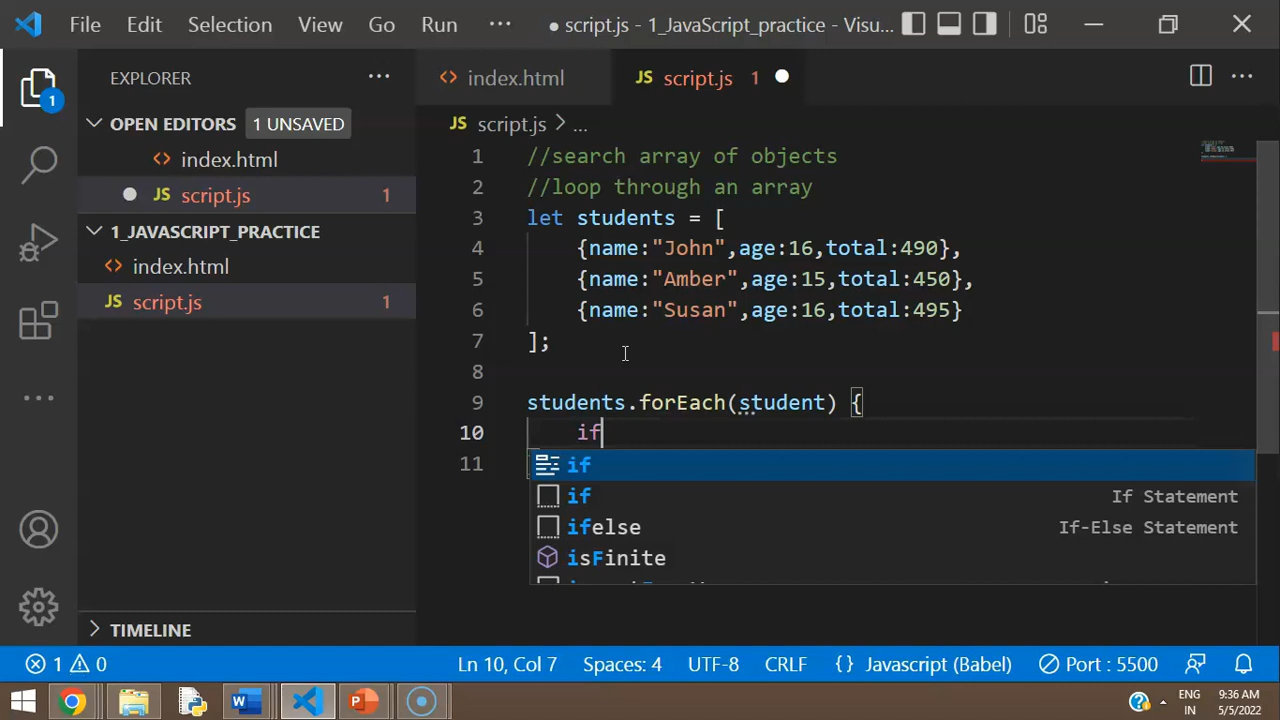 File Edit Selection View Go Run ··· ● script.js - 1_JavaScript_practice - Visu...
EXPLORER ···
index.html
JS script.js 1 ●
···
1
OPEN EDITORS 1 UNSAVED
index.html
JS script.js 1
1_JAVASCRIPT_PRACTICE
index.html
JS script.js 1
TIMELINE
JS script.js > ...
1 //search array of objects
2 //loop through an array
3 let students = [
4 {name:"John",age:16,total:490},
5 {name:"Amber",age:15,total:450},
6 {name:"Susan",age:16,total:495}
7 ];
8
9 students.forEach(student) {
10 if
11
if
if If Statement
ifelse If-Else Statement
isFinite
1 0 Ln 10, Col 7 Spaces: 4 UTF-8 CRLF {} Javascript (Babel) Port : 5500
W P ENG 9:36 AM
IN 5/5/2022